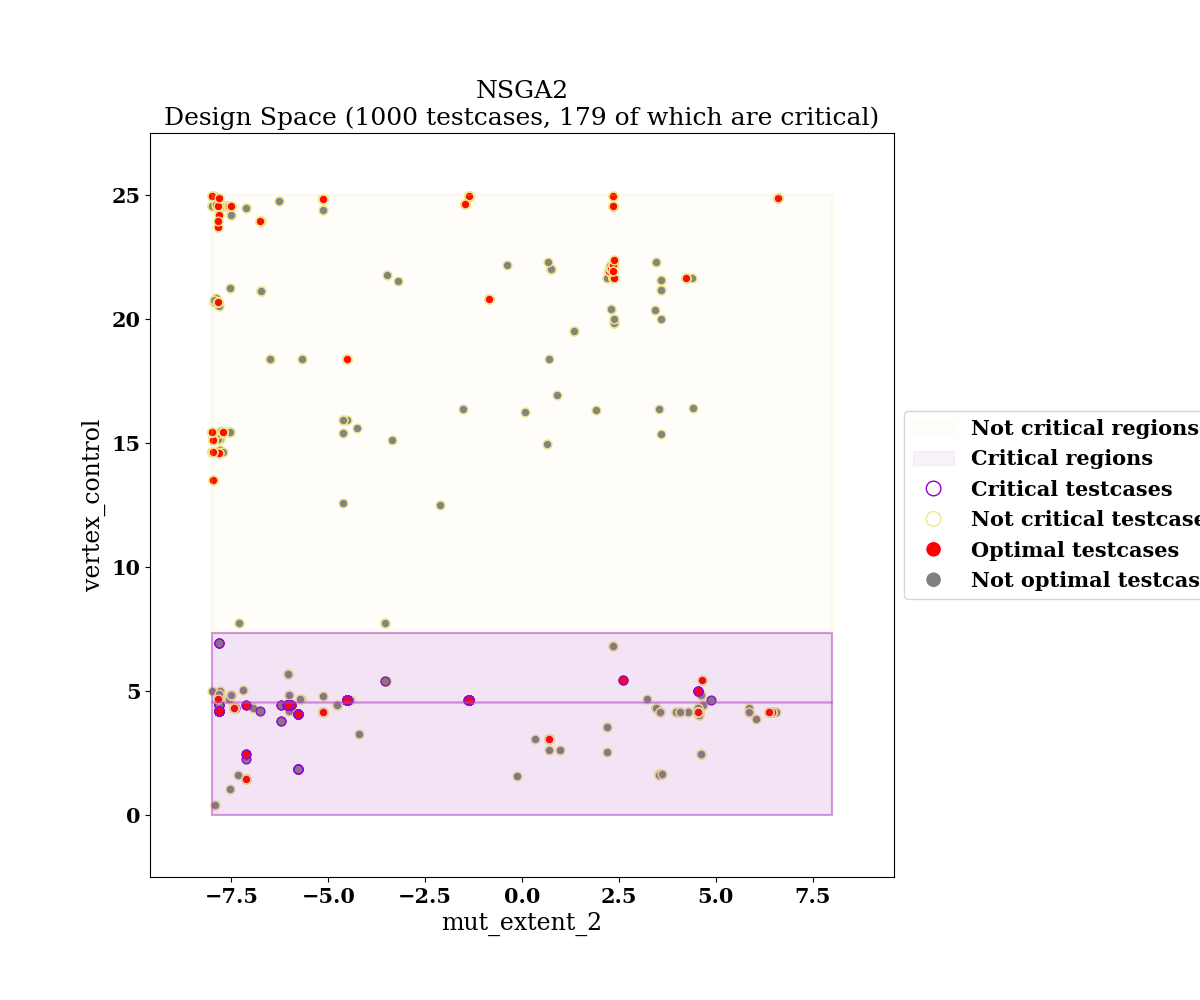 NSGA2
Design Space (1000 testcases, 179 of which are critical)
vertex_control
25
20
15
10
5
0
−7.5
−5.0
−2.5
0.0
2.5
5.0
7.5
mut_extent_2
Not critical regions
Critical regions
Critical testcases
Not critical testcase
Optimal testcases
Not optimal testcas